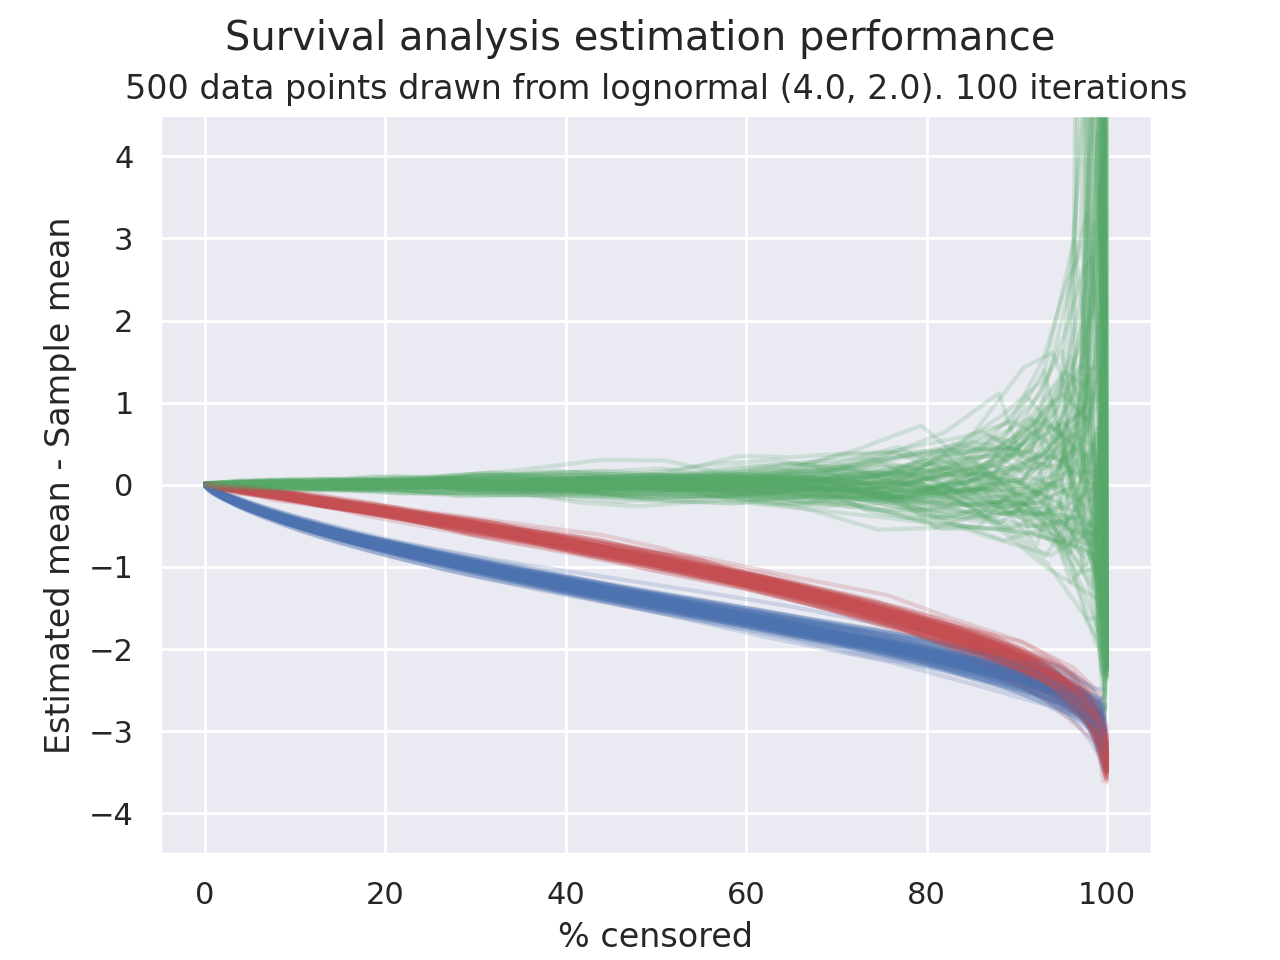 Survival analysis estimation performance
500 data points drawn from lognormal (4.0, 2.0). 100 iterations
4
3
2
1
0
−1
−2
−3
−4
Estimated mean - Sample mean
0 20 40 60 80 100
% censored